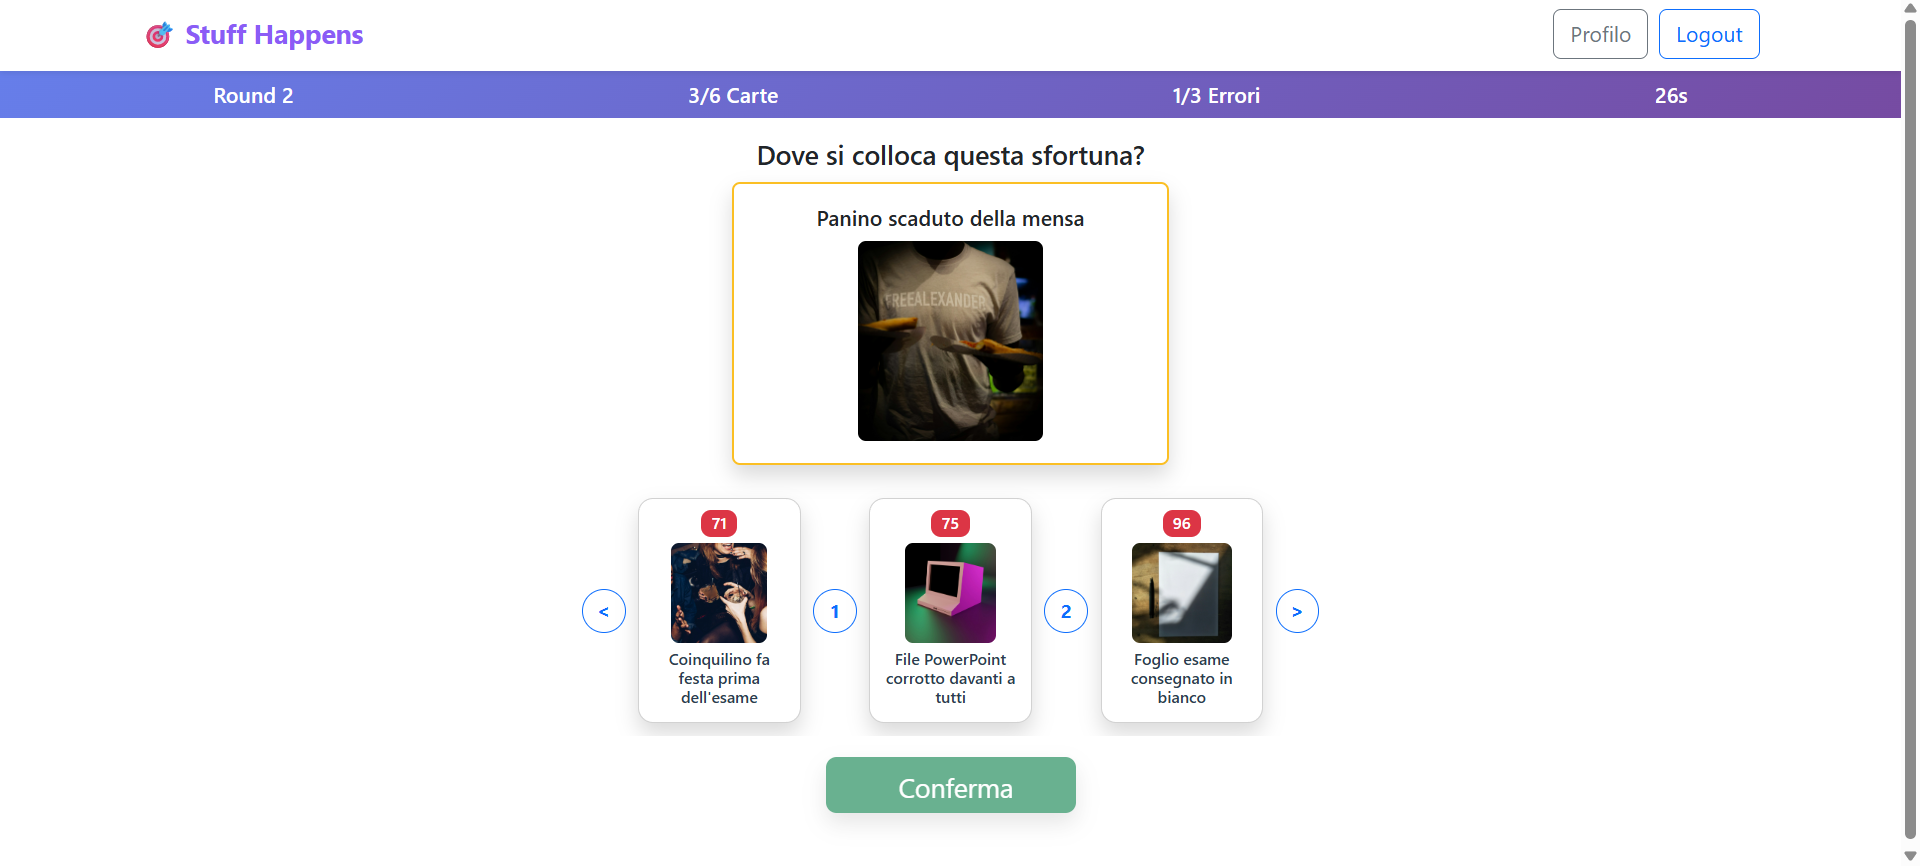 Stuff Happens
Profilo
Logout
Round 2
3/6 Carte
1/3 Errori
26s
Dove si colloca questa sfortuna?
Panino scaduto della mensa
FREEALEXANDER
<
71
Coinquilino fa
festa prima
dell'esame
1
75
File PowerPoint
corrotto davanti a
tutti
2
96
Foglio esame
consegnato in
bianco
>
Conferma